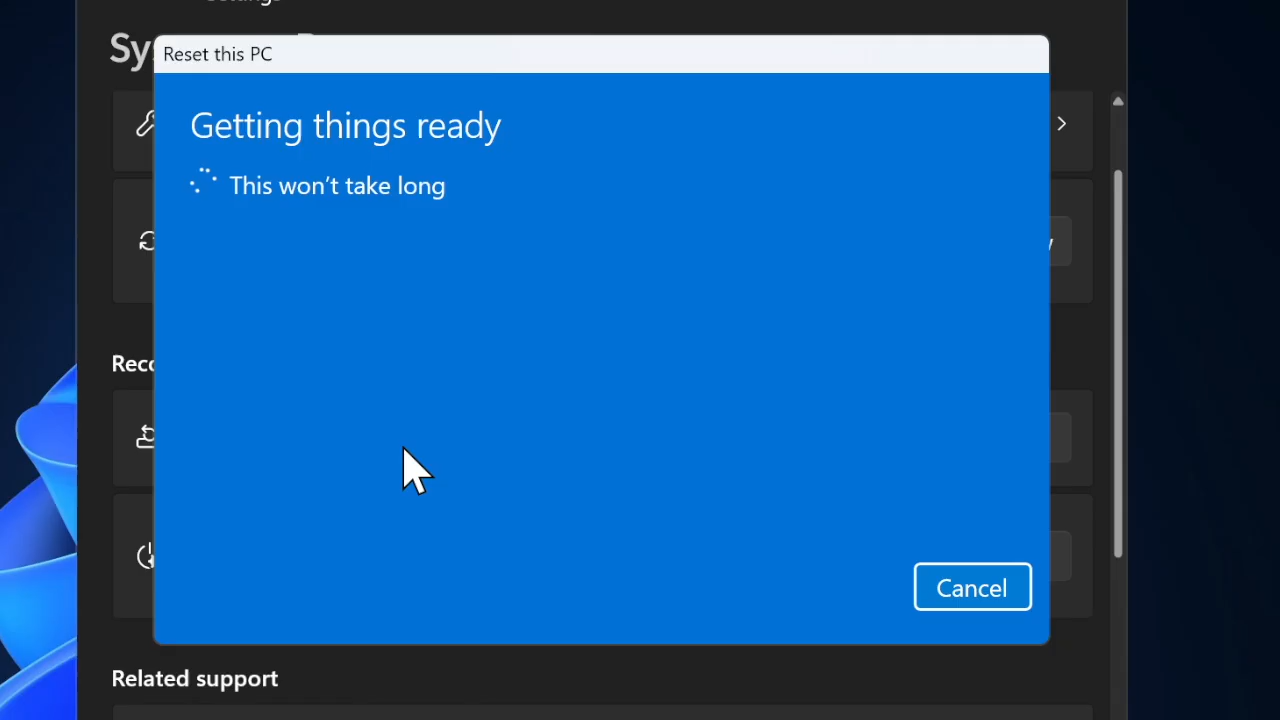 Reset this PC
Getting things ready
This won't take long
Cancel
Related support